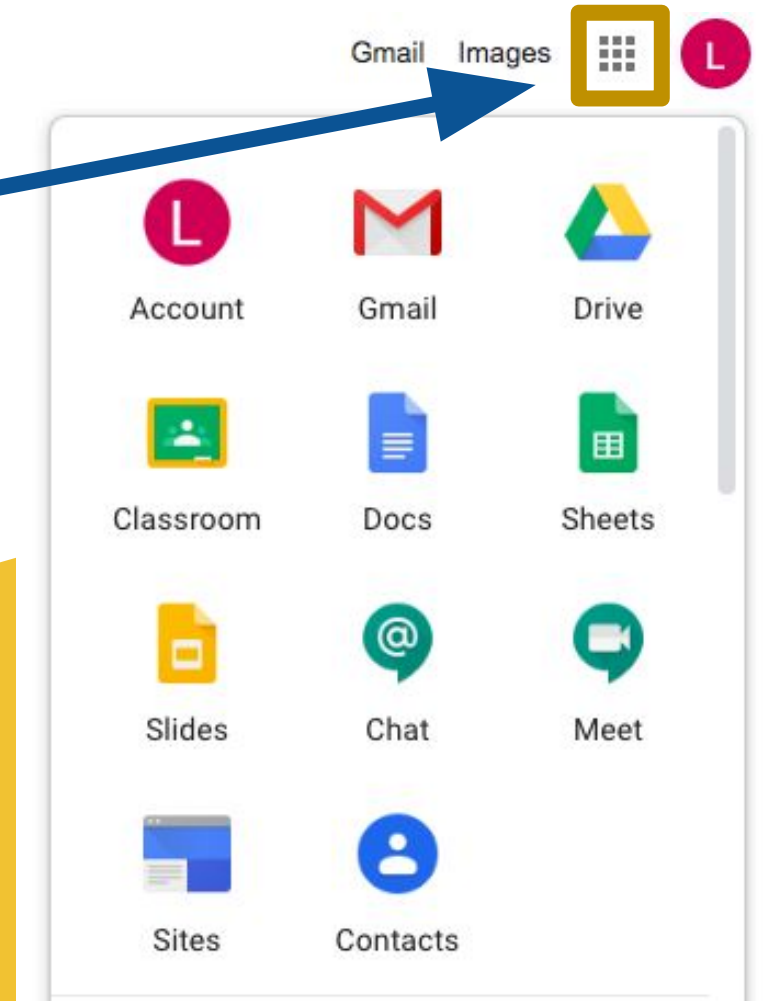 Gmail Images L
L
Account Gmail Drive
Classroom Docs Sheets
@
Slides Chat Meet
Sites Contacts